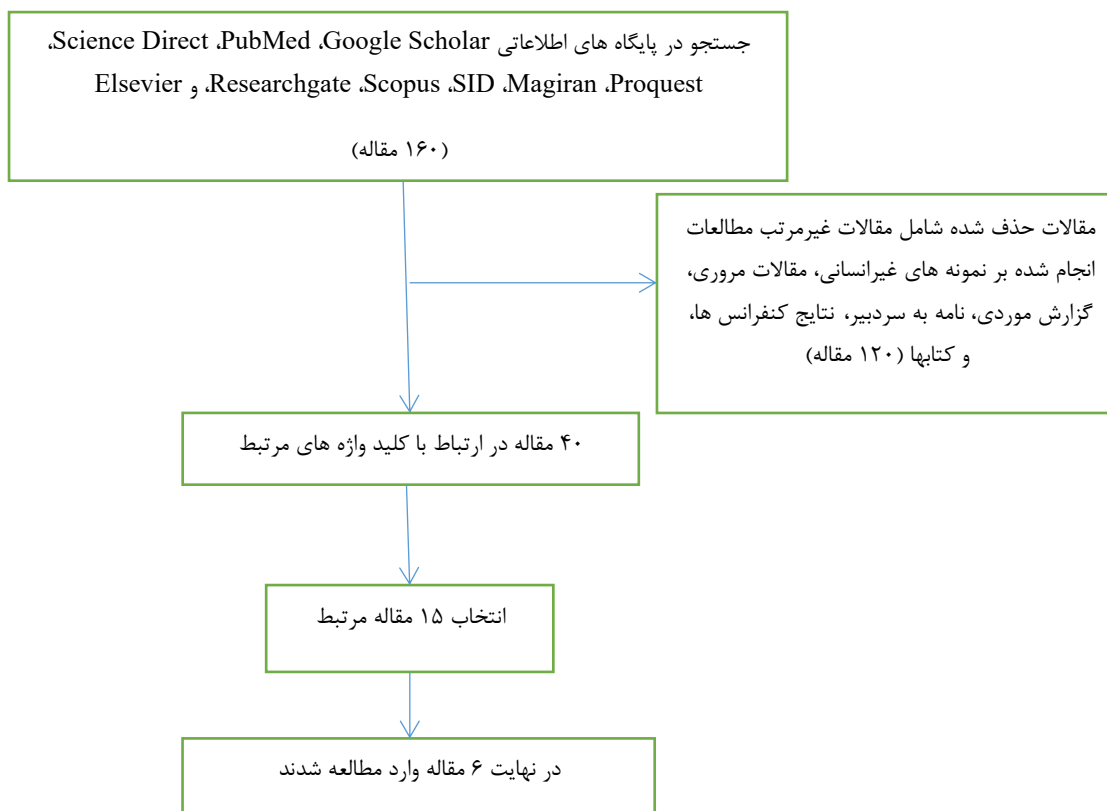 جستجو در پایگاه های اطلاعاتی Google Scholar، PubMed، Science Direct،
Proquest، Magiran، SID، Scopus، Researchgate، و Elsevier
(۱۶۰ مقاله)
مقالات حذف شده شامل مقالات غیرمرتب مطالعات
انجام شده بر نمونه های غیرانسانی، مقالات مروری،
گزارش موردی، نامه به سردبیر، نتایج کنفرانس ها،
و کتابها (۱۲۰ مقاله)
۴۰ مقاله در ارتباط با کلید واژه های مرتبط
انتخاب ۱۵ مقاله مرتبط
در نهایت ۶ مقاله وارد مطالعه شدند